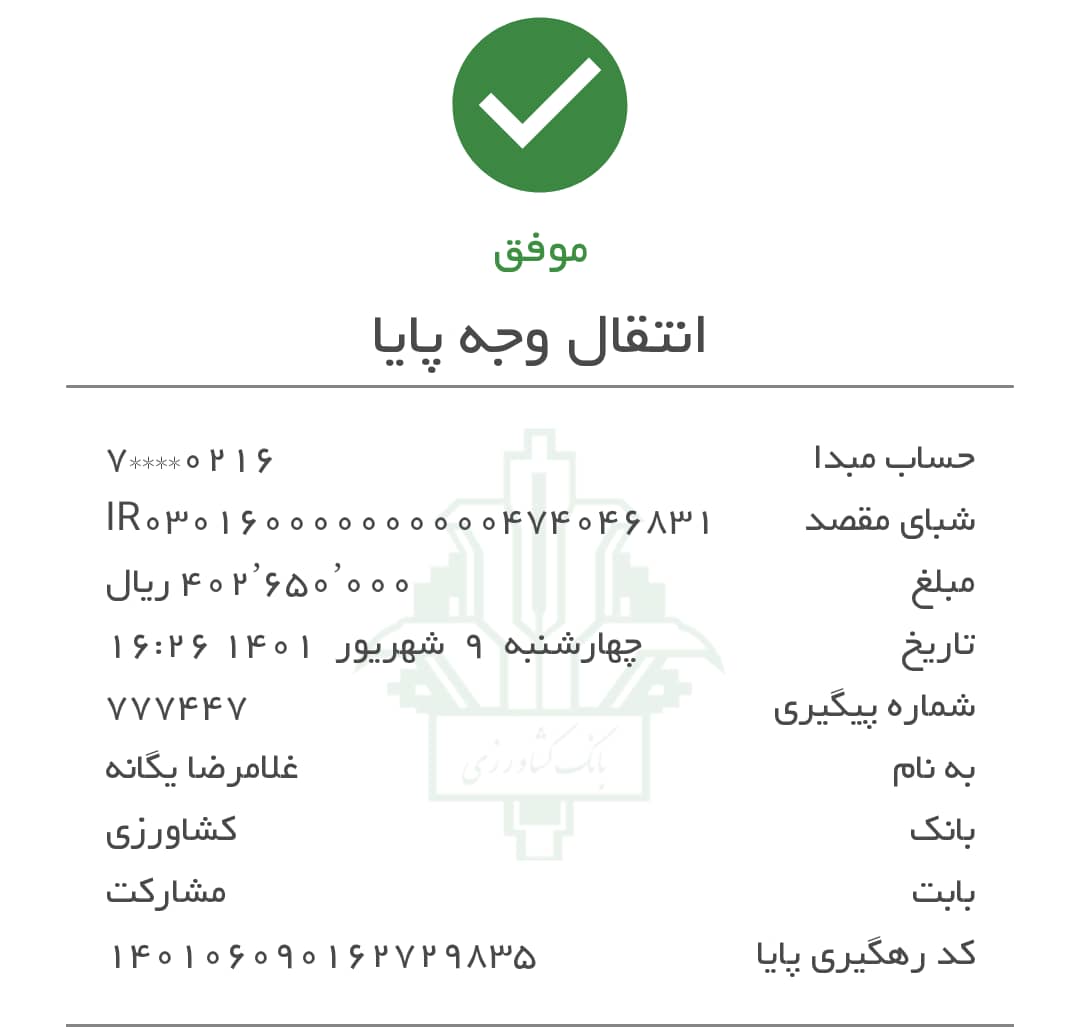 موفق
انتقال وجه پایا
حساب مبدا ۷****۰۲۱۶
شبای مقصد IR۰۳۰۱۶۰۰۰۰۰۰۰۰۰۰۰۴۷۴۰۴۶۸۳۱
مبلغ ۴۰۲٬۶۵۰٬۰۰۰ ریال
تاریخ چهارشنبه ۹ شهریور ۱۴۰۱ ۱۶:۲۶
شماره پیگیری ۷۷۷۴۴۷
به نام غلامرضا یگانه
بانک کشاورزی
بابت مشارکت
کد رهگیری پایا ۱۴۰۱۰۶۰۹۰۱۶۲۷۲۹۸۳۵
بانک کشاورزی